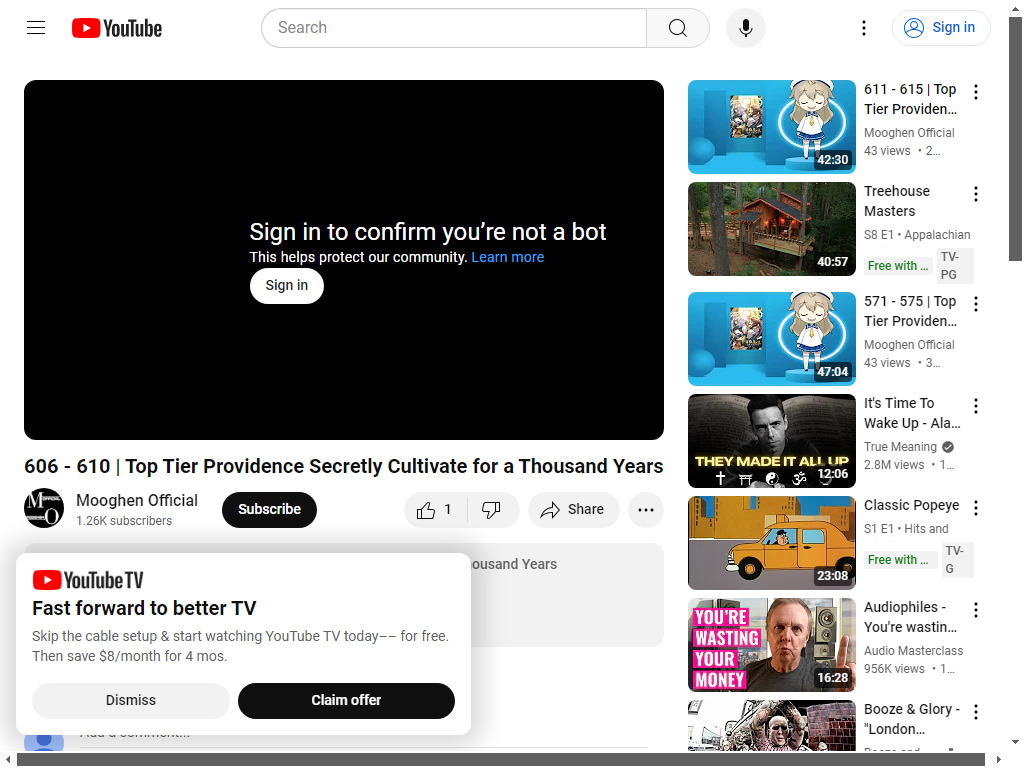 YouTube
Search
Sign in
Sign in to confirm you're not a bot
This helps protect our community. Learn more
Sign in
606 - 610 | Top Tier Providence Secretly Cultivate for a Thousand Years
Mooghen Official
1.26K subscribers
Subscribe
1
Share
ousand Years
YouTube TV
Fast forward to better TV
Skip the cable setup & start watching YouTube TV today–– for free.
Then save $8/month for 4 mos.
Dismiss
Claim offer
Add a comment...
42:30
611 - 615 | Top
Tier Providen...
Mooghen Official
43 views • 2...
40:57
Treehouse
Masters
S8 E1 • Appalachian
Free with ...
TV-
PG
47:04
571 - 575 | Top
Tier Providen...
Mooghen Official
43 views • 3...
THEY MADE IT ALL UP
12:06
It's Time To
Wake Up - Ala...
True Meaning
2.8M views • 1...
23:08
Classic Popeye
S1 E1 • Hits and
Free with ...
TV-
G
YOU'RE
WASTING
YOUR
MONEY
16:28
Audiophiles -
You're wastin...
Audio Masterclass
956K views • 1...
Booze & Glory -
"London...